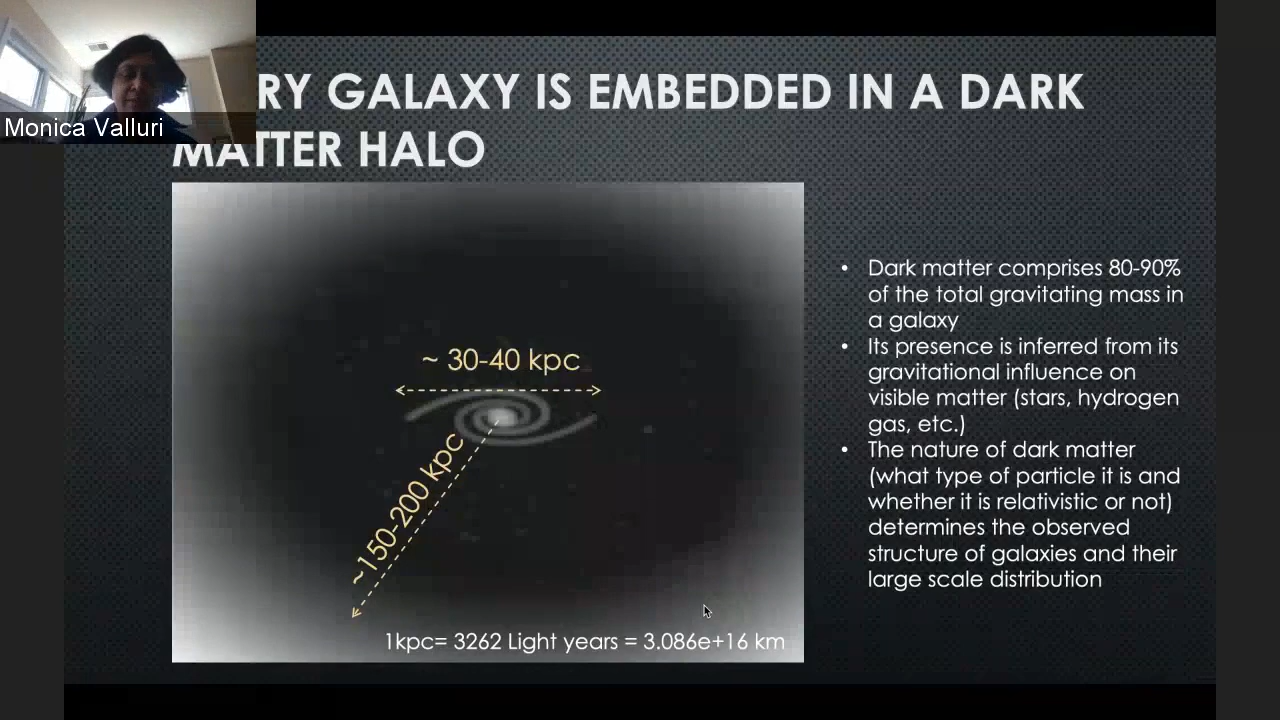 Monica Valluri
RY GALAXY IS EMBEDDED IN A DARK
MATTER HALO
~ 30-40 kpc
~150-200 kpc
1kpc= 3262 Light years = 3.086e+16 km
• Dark matter comprises 80-90%
of the total gravitating mass in
a galaxy
• Its presence is inferred from its
gravitational influence on
visible matter (stars, hydrogen
gas, etc.)
• The nature of dark matter
(what type of particle it is and
whether it is relativistic or not)
determines the observed
structure of galaxies and their
large scale distribution